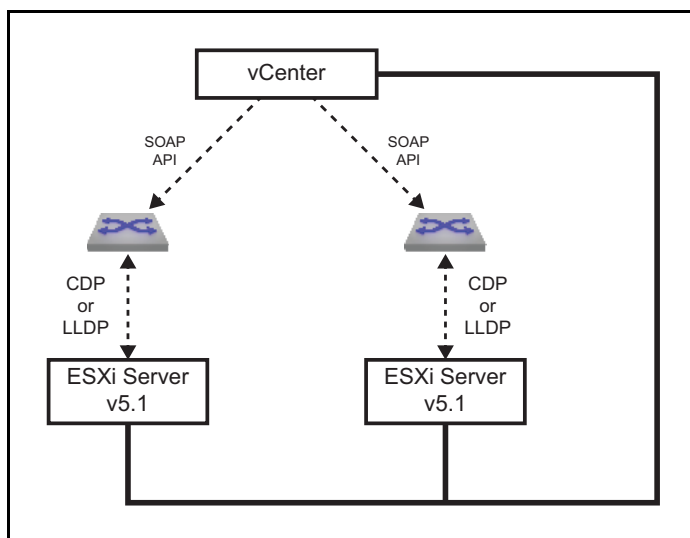 vCenter
SOAP
API
SOAP
API
CDP
or
LLDP
CDP
or
LLDP
ESXi Server
v5.1
ESXi Server
v5.1